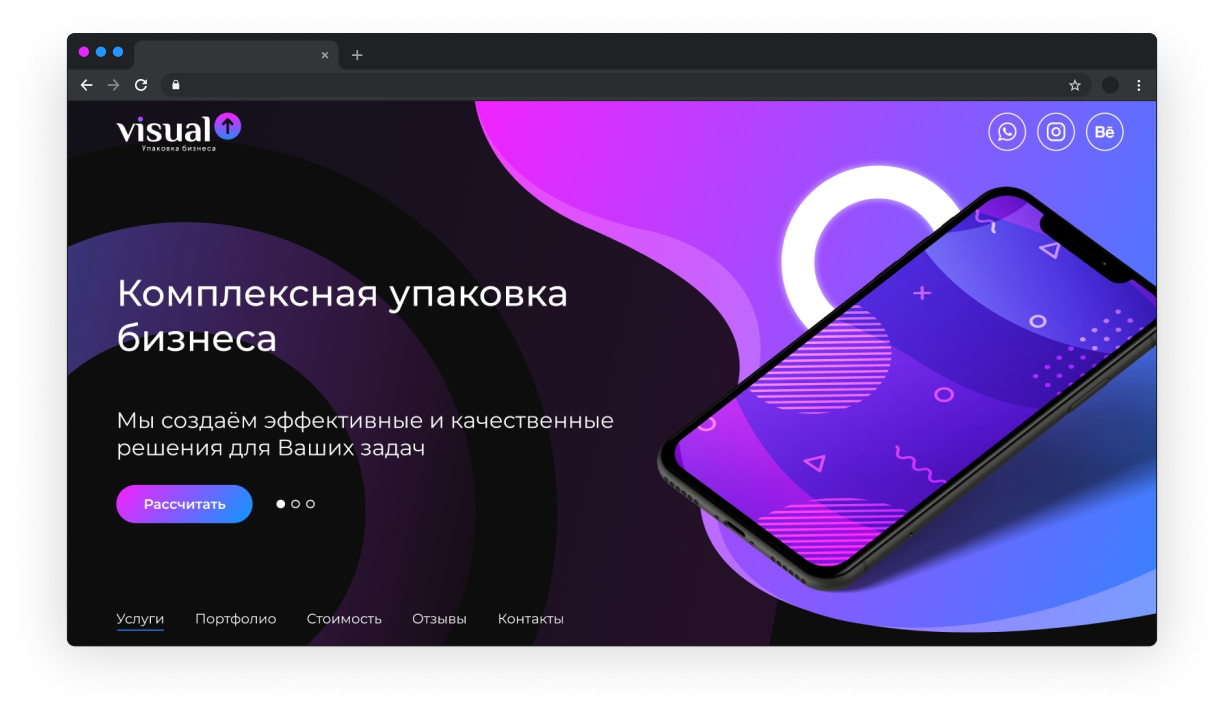 visual
Упаковка бизнеса
Bē
Комплексная упаковка
бизнеса
Мы создаём эффективные и качественные
решения для Ваших задач
Рассчитать
Услуги Портфолио Стоимость Отзывы Контакты